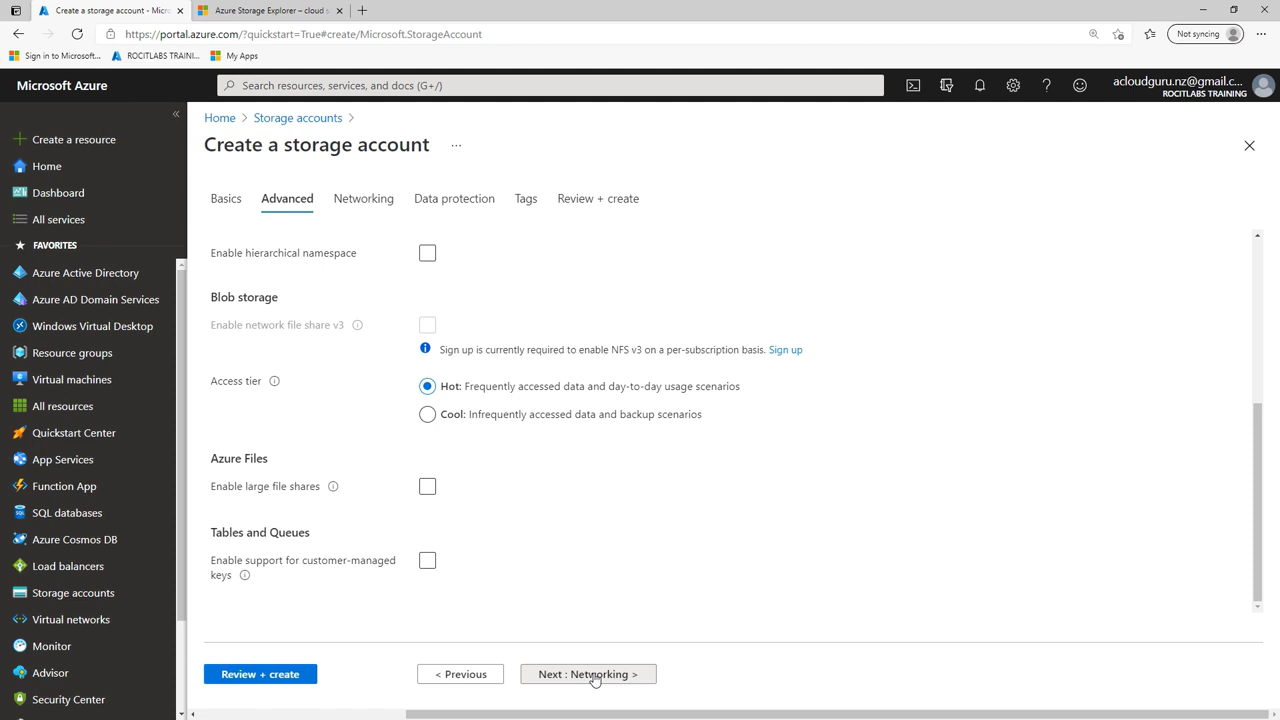 Create a storage account - Micr
Azure Storage Explorer – cloud s
https://portal.azure.com/?quickstart=True#create/Microsoft.StorageAccount
Not syncing
Sign in to Microsoft...
ROCITLABS TRAINI...
My Apps
Microsoft Azure
Search resources, services, and docs (G+/)
acloudguru.nz@gmail.c...
ROCITLABS TRAINING
Create a resource
Home
Dashboard
All services
FAVORITES
Azure Active Directory
Azure AD Domain Services
Windows Virtual Desktop
Resource groups
Virtual machines
All resources
Quickstart Center
App Services
Function App
SQL databases
Azure Cosmos DB
Load balancers
Storage accounts
Virtual networks
Monitor
Advisor
Security Center
Home > Storage accounts >
Create a storage account ...
Basics Advanced Networking Data protection Tags Review + create
Enable hierarchical namespace
Blob storage
Enable network file share v3
Sign up is currently required to enable NFS v3 on a per-subscription basis. Sign up
Access tier
Hot: Frequently accessed data and day-to-day usage scenarios
Cool: Infrequently accessed data and backup scenarios
Azure Files
Enable large file shares
Tables and Queues
Enable support for customer-managed
keys
Review + create
< Previous
Next : Networking >